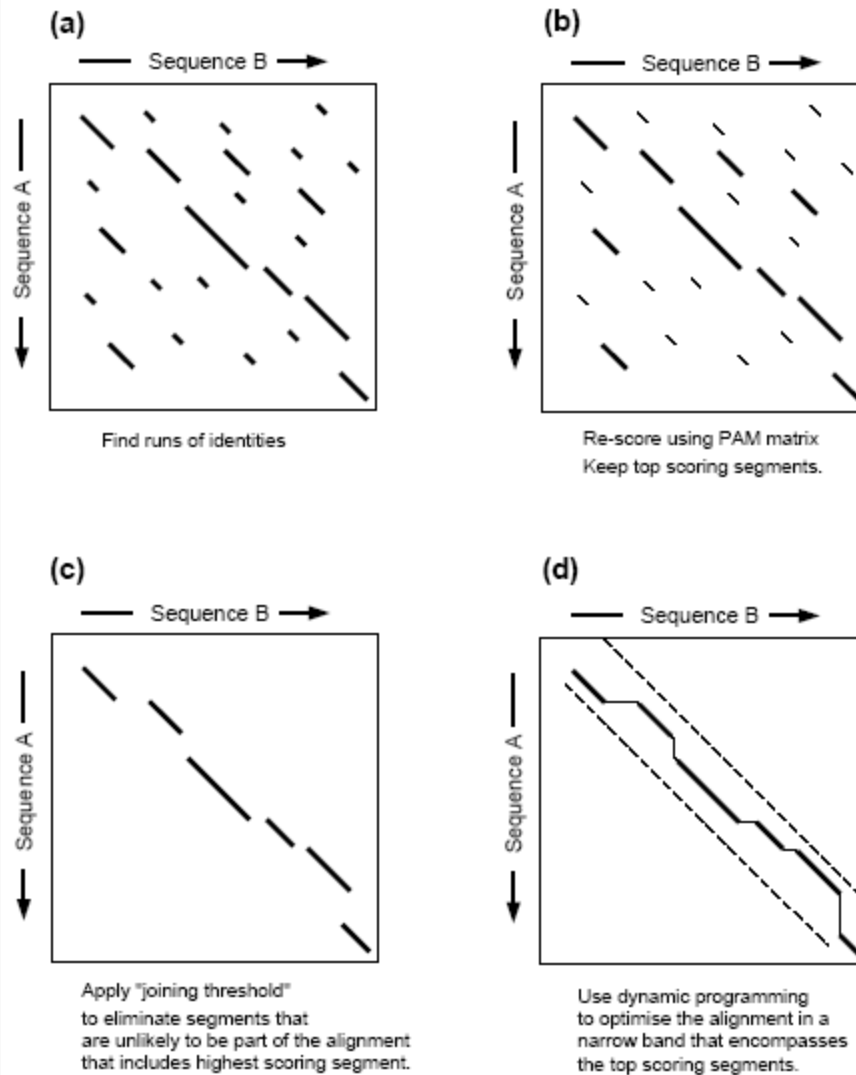 (a)
Sequence B
Sequence A
Find runs of identities
(b)
Sequence B
Sequence A
Re-score using PAM matrix
Keep top scoring segments.
(c)
Sequence B
Sequence A
Apply "joining threshold"
to eliminate segments that
are unlikely to be part of the alignment
that includes highest scoring segment.
(d)
Sequence B
Sequence A
Use dynamic programming
to optimise the alignment in a
narrow band that encompasses
the top scoring segments.